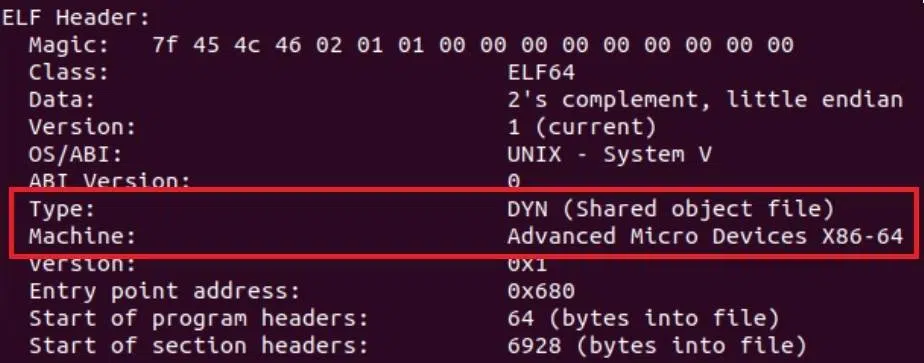 ELF Header:
Magic: 7f 45 4c 46 02 01 01 00 00 00 00 00 00 00 00 00
Class: ELF64
Data: 2's complement, little endian
Version: 1 (current)
OS/ABI: UNIX - System V
ABI Version: 0
Type: DYN (Shared object file)
Machine: Advanced Micro Devices X86-64
Version: 0x1
Entry point address: 0x680
Start of program headers: 64 (bytes into file)
Start of section headers: 6928 (bytes into file)